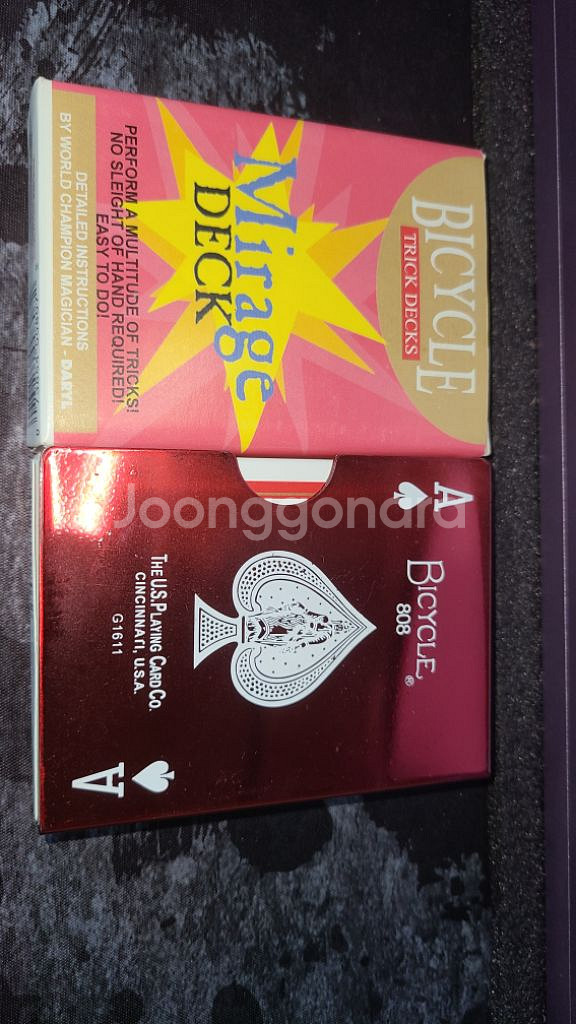 BICYCLE
TRICK DECKS
Mirage
DECK
PERFORM A MULTITUDE OF TRICKS!
NO SLEIGHT OF HAND REQUIRED!
EASY TO DO!
DETAILED INSTRUCTIONS
BY WORLD CHAMPION MAGICIAN - DARYL
Joonggonara
A
BICYCLE®
808
THE U.S. PLAYING CARD CO.
CINCINNATI, U.S.A.
G1611
A